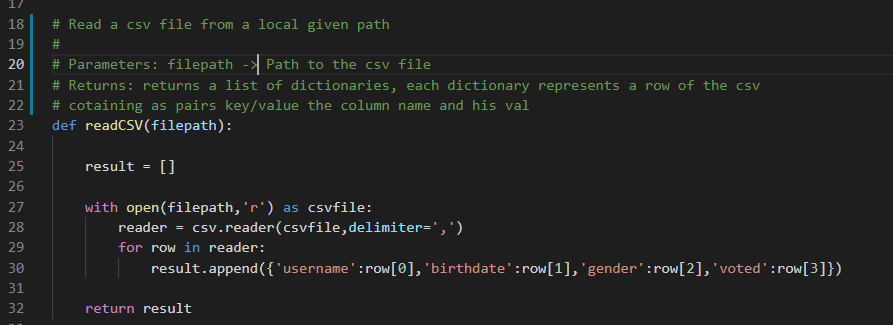 17
18 # Read a csv file from a local given path
19 #
20 # Parameters: filepath -> Path to the csv file
21 # Returns: returns a list of dictionaries, each dictionary represents a row of the csv
22 # cotaining as pairs key/value the column name and his val
23 def readCSV(filepath):
24
25     result = []
26
27     with open(filepath,'r') as csvfile:
28         reader = csv.reader(csvfile,delimiter=',')
29         for row in reader:
30             result.append({'username':row[0],'birthdate':row[1],'gender':row[2],'voted':row[3]})
31
32     return result